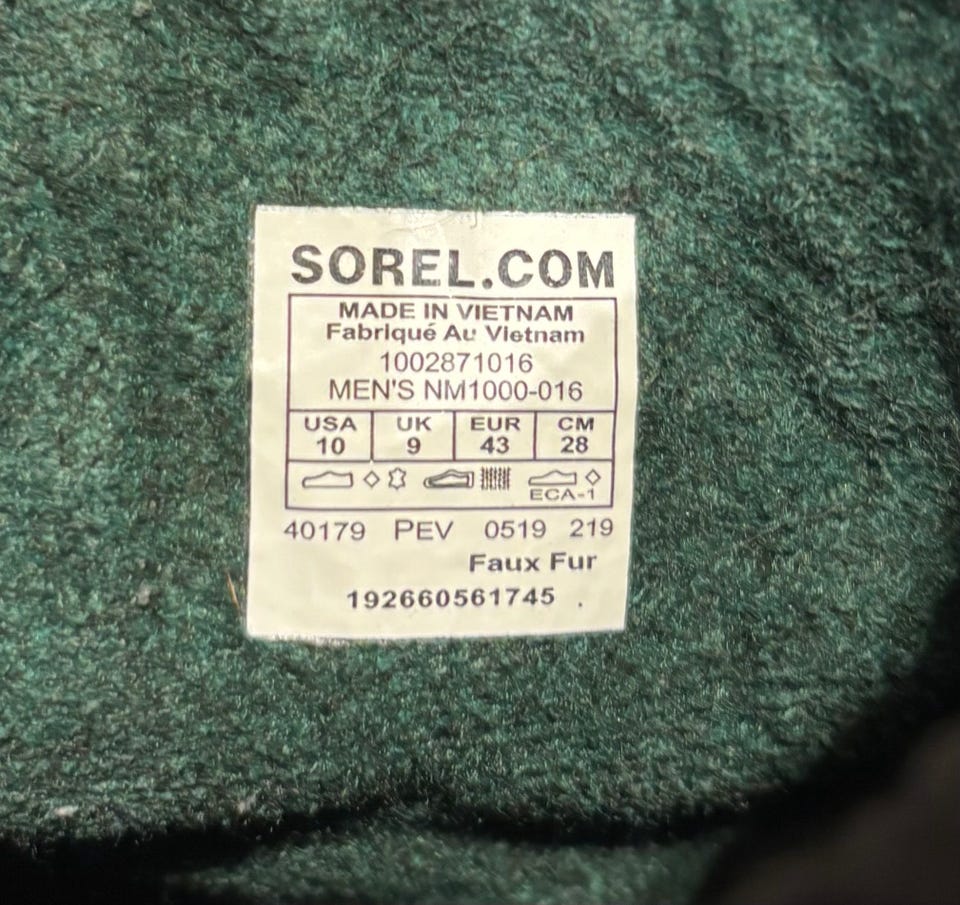 SOREL.COM
MADE IN VIETNAM
Fabriqué Au Vietnam
1002871016
MEN'S NM1000-016
USA UK EUR CM
10 9 43 28
ECA-1
40179 PEV 0519 219
Faux Fur
192660561745 .